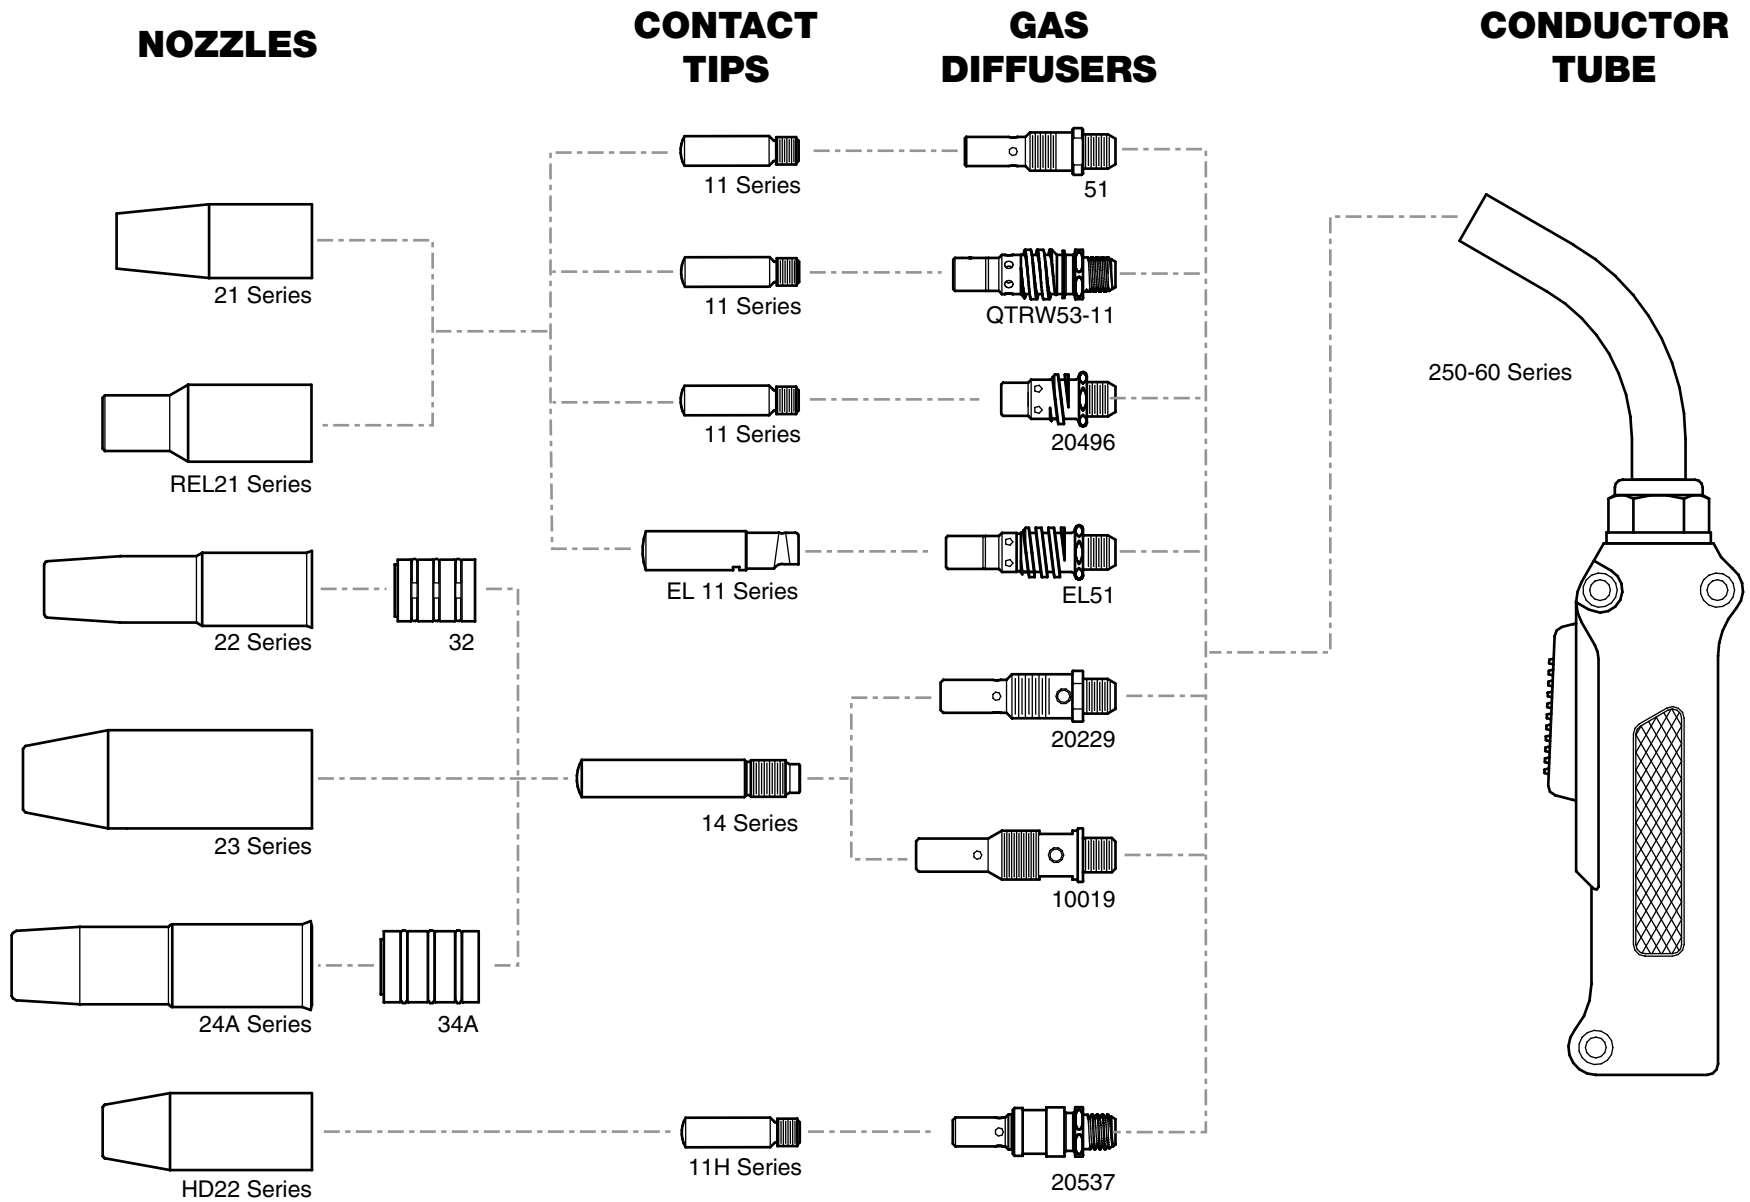 NOZZLES
CONTACT
TIPS
GAS
DIFFUSERS
CONDUCTOR
TUBE
11 Series
51
21 Series
11 Series
QTRW53-11
250-60 Series
11 Series
20496
REL21 Series
EL 11 Series
EL51
22 Series
32
20229
14 Series
23 Series
10019
24A Series
34A
11H Series
20537
HD22 Series